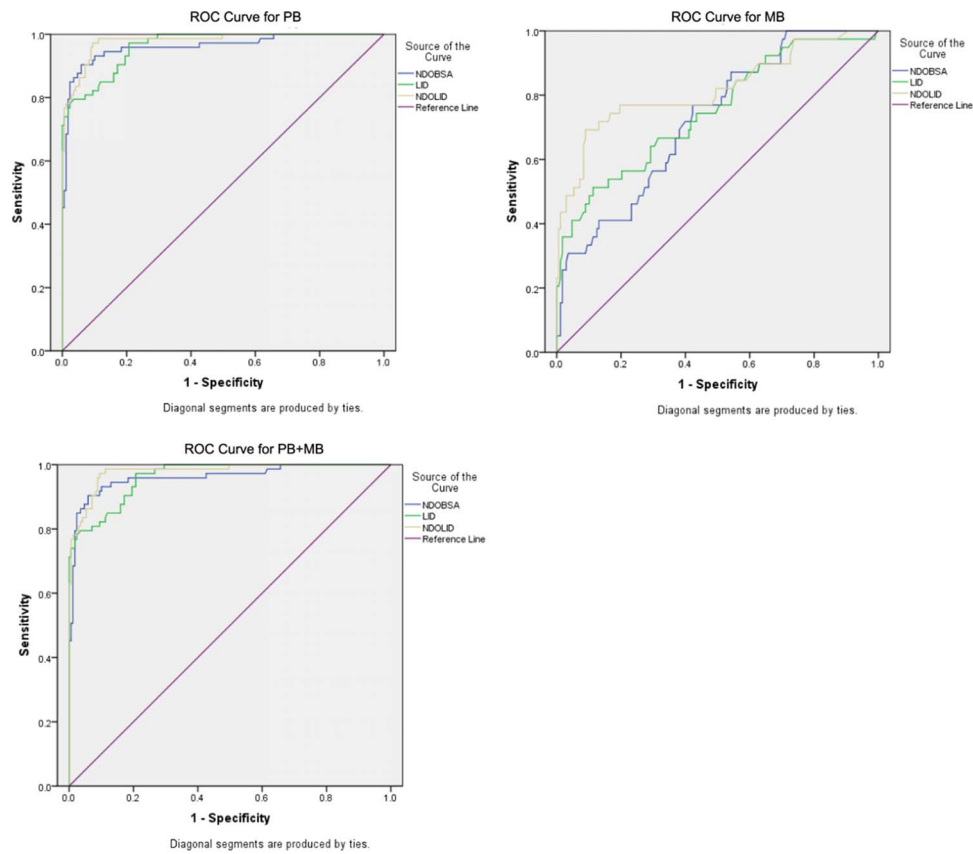 ROC Curve for PB
Sensitivity
1.0
0.8
0.6
0.4
0.2
0.0
0.0 0.2 0.4 0.6 0.8 1.0
1 - Specificity
Diagonal segments are produced by ties.
Source of the
Curve
NDOBSA
LID
NDOLID
Reference Line
ROC Curve for MB
Sensitivity
1.0
0.8
0.6
0.4
0.2
0.0
0.0 0.2 0.4 0.6 0.8 1.0
1 - Specificity
Diagonal segments are produced by ties.
Source of the
Curve
NDOBSA
LID
NDOLID
Reference Line
ROC Curve for PB+MB
Sensitivity
1.0
0.8
0.6
0.4
0.2
0.0
0.0 0.2 0.4 0.6 0.8 1.0
1 - Specificity
Diagonal segments are produced by ties.
Source of the
Curve
NDOBSA
LID
NDOLID
Reference Line